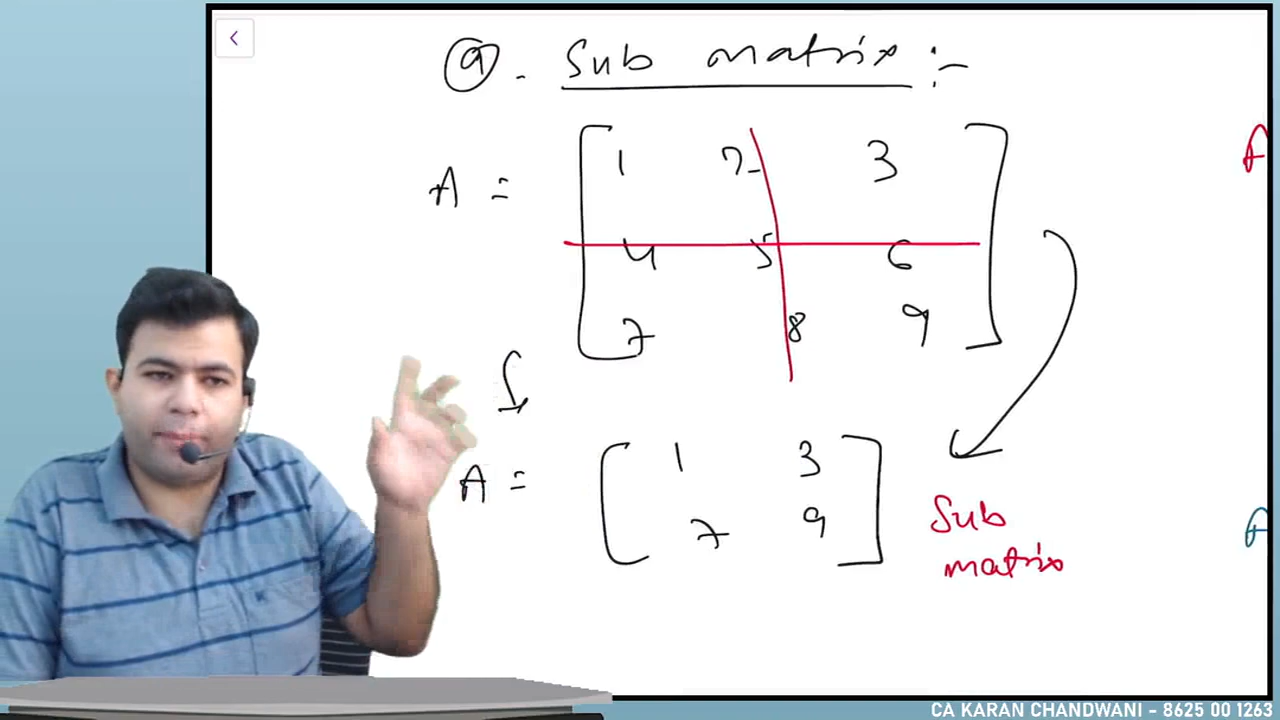 9. Sub matrix :-
A = [ 1 2 3
4 5 6
7 8 9 ]
A = [ 1 3
7 9 ]
Sub
matrix
CA KARAN CHANDWANI - 8625 00 1263